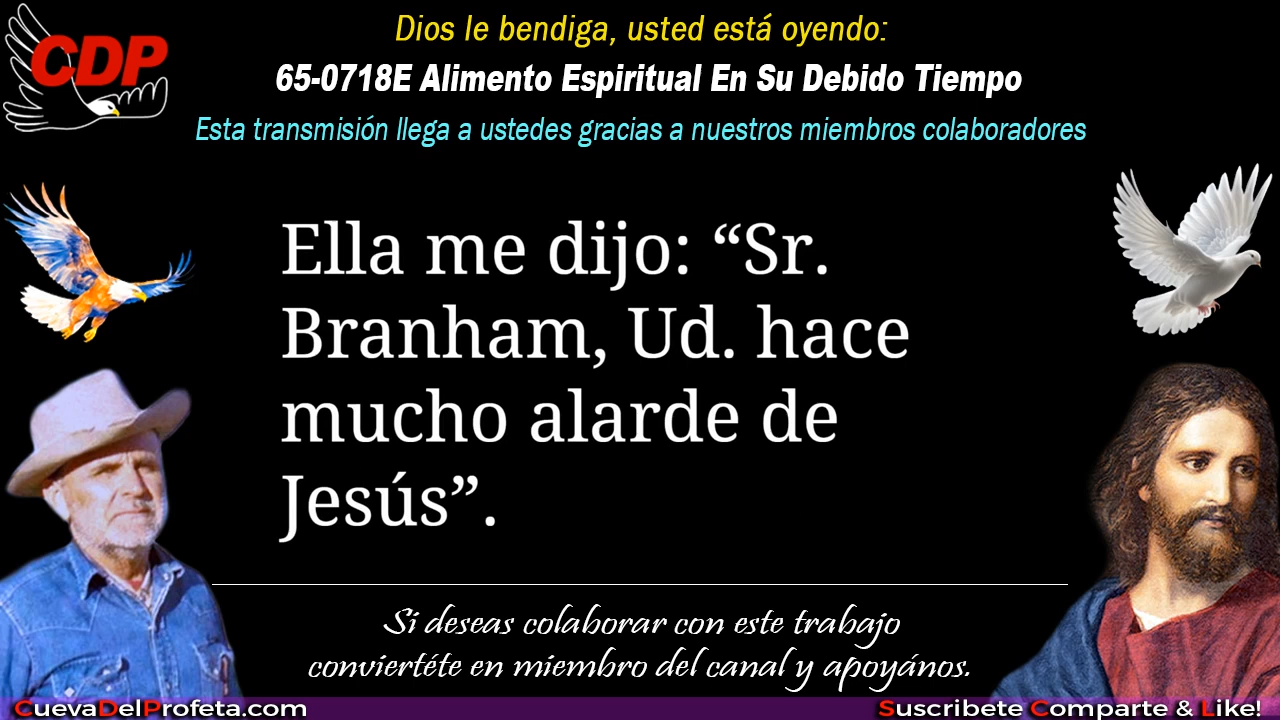 CDP
Dios le bendiga, usted está oyendo:
65-0718E Alimento Espiritual En Su Debido Tiempo
Esta transmisión llega a ustedes gracias a nuestros miembros colaboradores
Ella me dijo: “Sr.
Branham, Ud. hace
mucho alarde de
Jesús”.
Si deseas colaborar con este trabajo
conviertéte en miembro del canal y apoyános.
CuevaDelProfeta.com
Suscribete Comparte & Like!